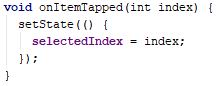 void onItemTapped(int index) {
  setState(() {
    selectedIndex = index;
  });
}